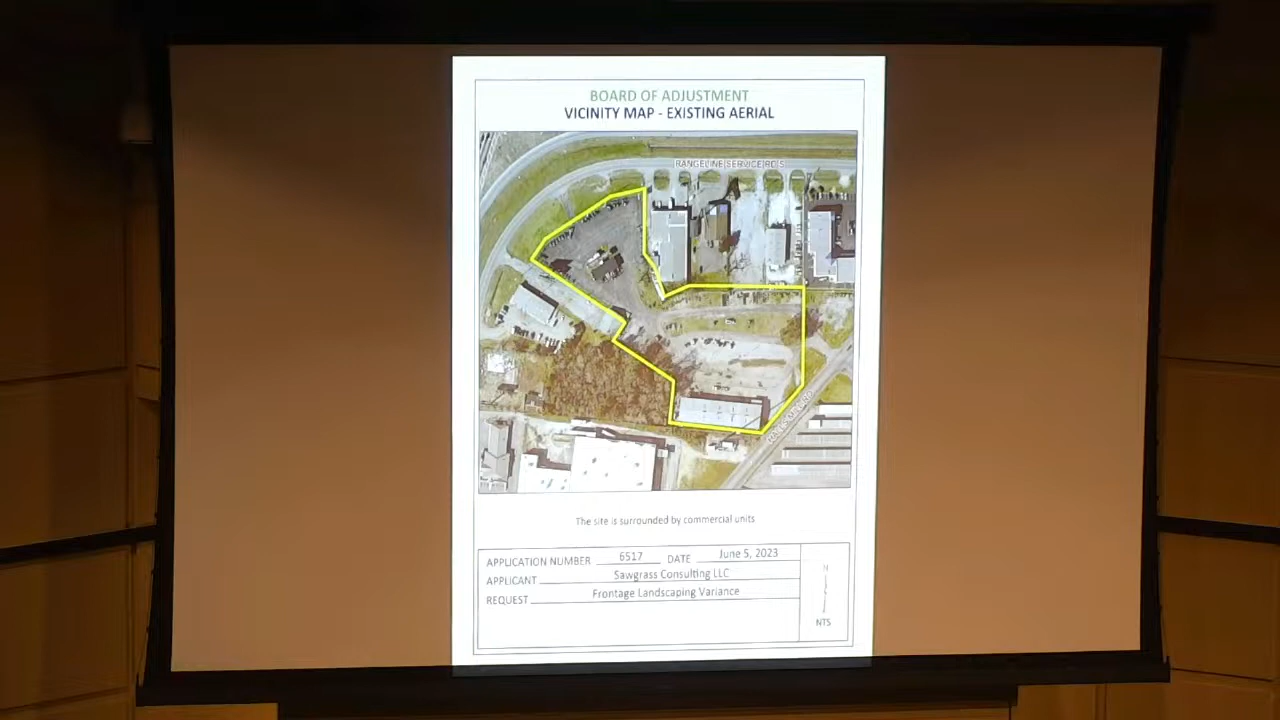 BOARD OF ADJUSTMENT
VICINITY MAP - EXISTING AERIAL
RANGELINE SERVICE RD S
The site is surrounded by commercial units
APPLICATION NUMBER 6517 DATE June 5, 2023
APPLICANT Sawgrass Consulting LLC
REQUEST Frontage Landscaping Variance
N
NTS